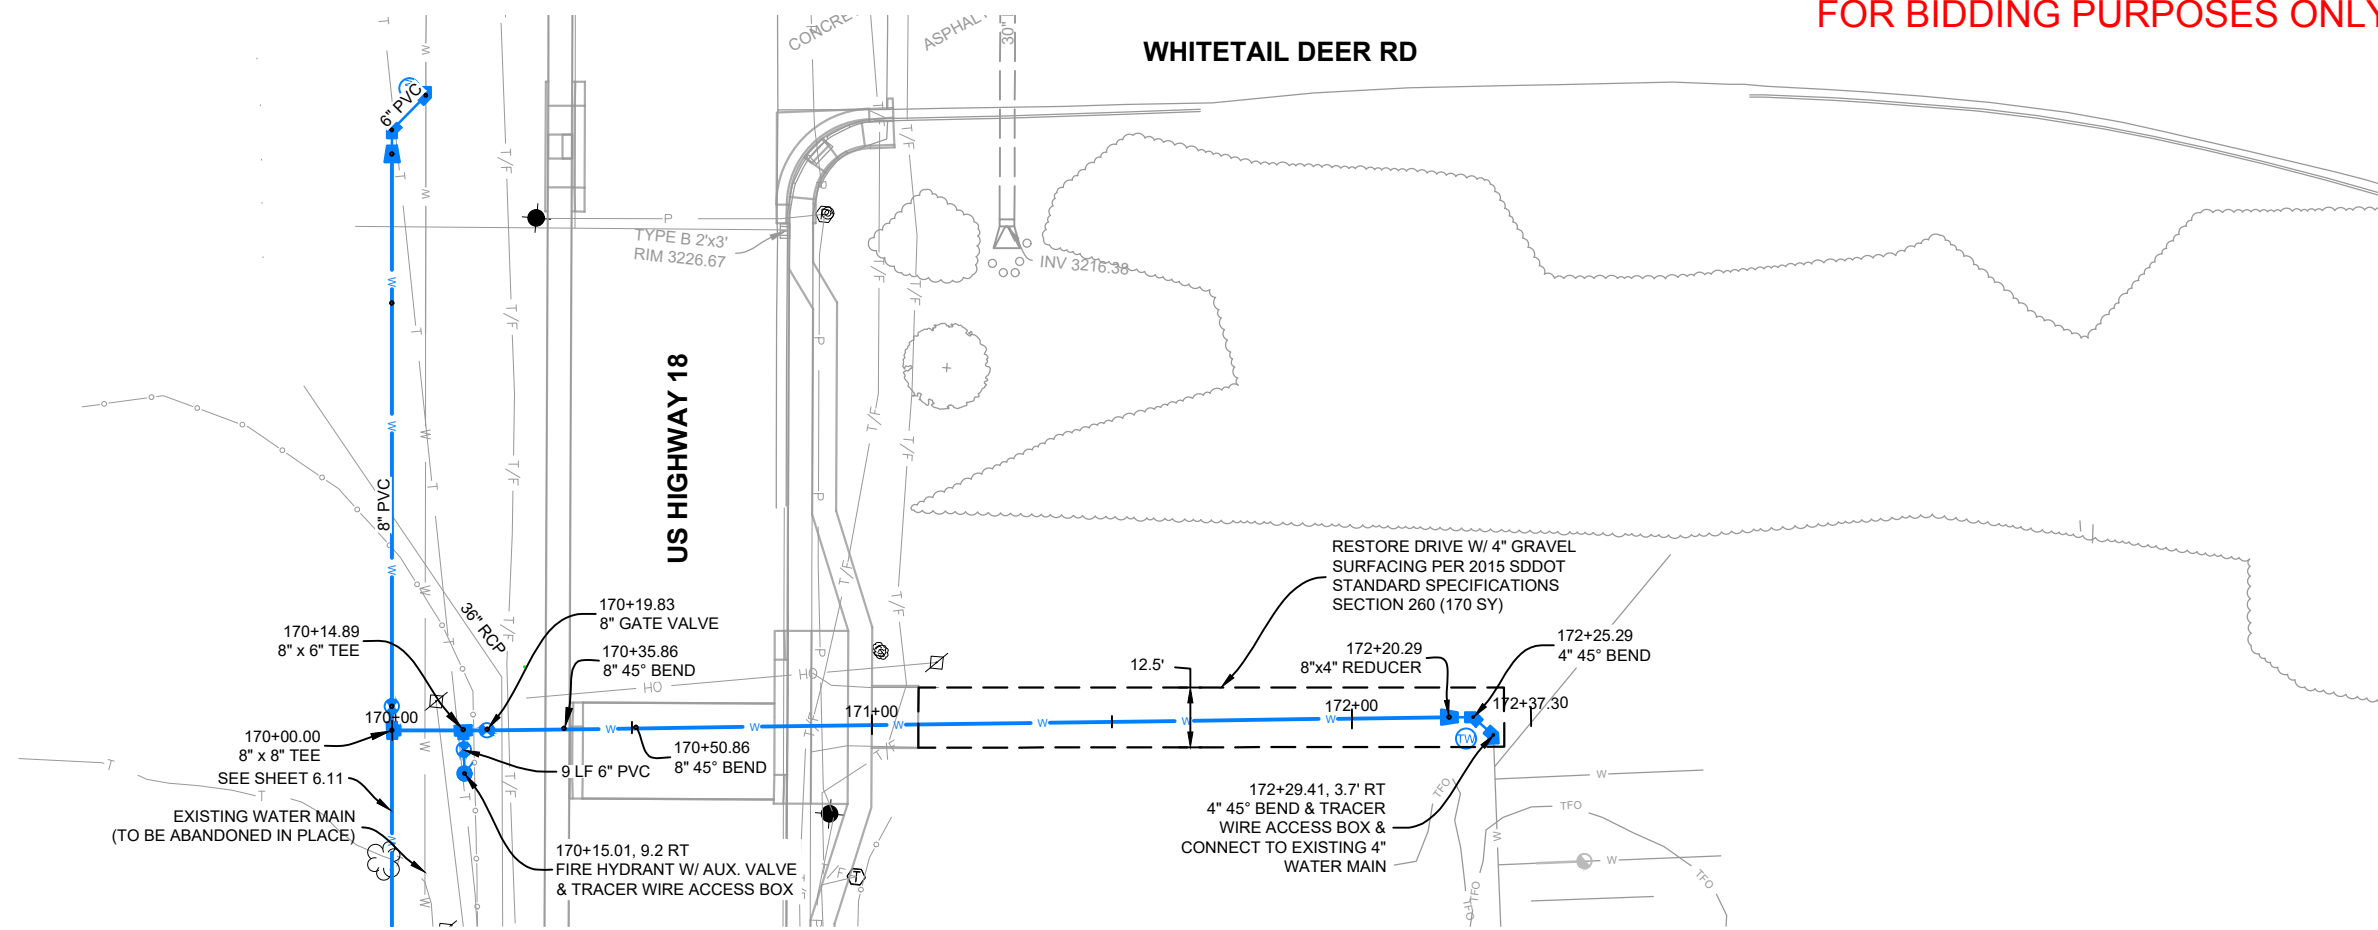 FOR BIDDING PURPOSES ONLY
WHITETAIL DEER RD
ASPHALT
30"
6" PVC
TYPE B 2'x3'
RIM 3226.67
INV 3216.38
US HIGHWAY 18
8" PVC
36" RCP
170+14.89
8" x 6" TEE
170+19.83
8" GATE VALVE
170+35.86
8" 45° BEND
RESTORE DRIVE W/ 4" GRAVEL
SURFACING PER 2015 SDDOT
STANDARD SPECIFICATIONS
SECTION 260 (170 SY)
12.5'
172+20.29
8"x4" REDUCER
172+25.29
4" 45° BEND
170+00
171+00
172+00
172+37.30
170+00.00
8" x 8" TEE
SEE SHEET 6.11
EXISTING WATER MAIN
(TO BE ABANDONED IN PLACE)
9 LF 6" PVC
170+50.86
8" 45° BEND
170+15.01, 9.2 RT
FIRE HYDRANT W/ AUX. VALVE
& TRACER WIRE ACCESS BOX
172+29.41, 3.7' RT
4" 45° BEND & TRACER
WIRE ACCESS BOX &
CONNECT TO EXISTING 4"
WATER MAIN
TW
HO
HO
TFO
TFO
TFO
TFO
TFO